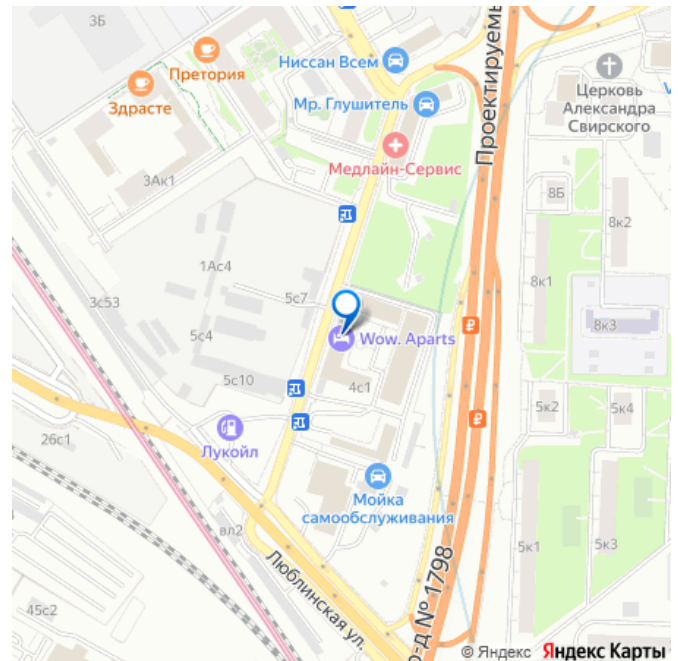 3Б
Претория
Здрасте
Ниссан Всем
Мр. Глушитель
Проектируемы
Церковь
Александра
Свирского
Медлайн-Сервис
3Ак1
8Б
8к2
1Ас4
3с53
5с7
8к1
5с4
Wow. Aparts
8к3
5с10
4с1
5к2
5к4
26с1
Лукойл
Мойка
самообслуживания
вл2
5к1
5к3
Люблинская ул.
р-д № 1798
45с2
© Яндекс Яндекс Карты